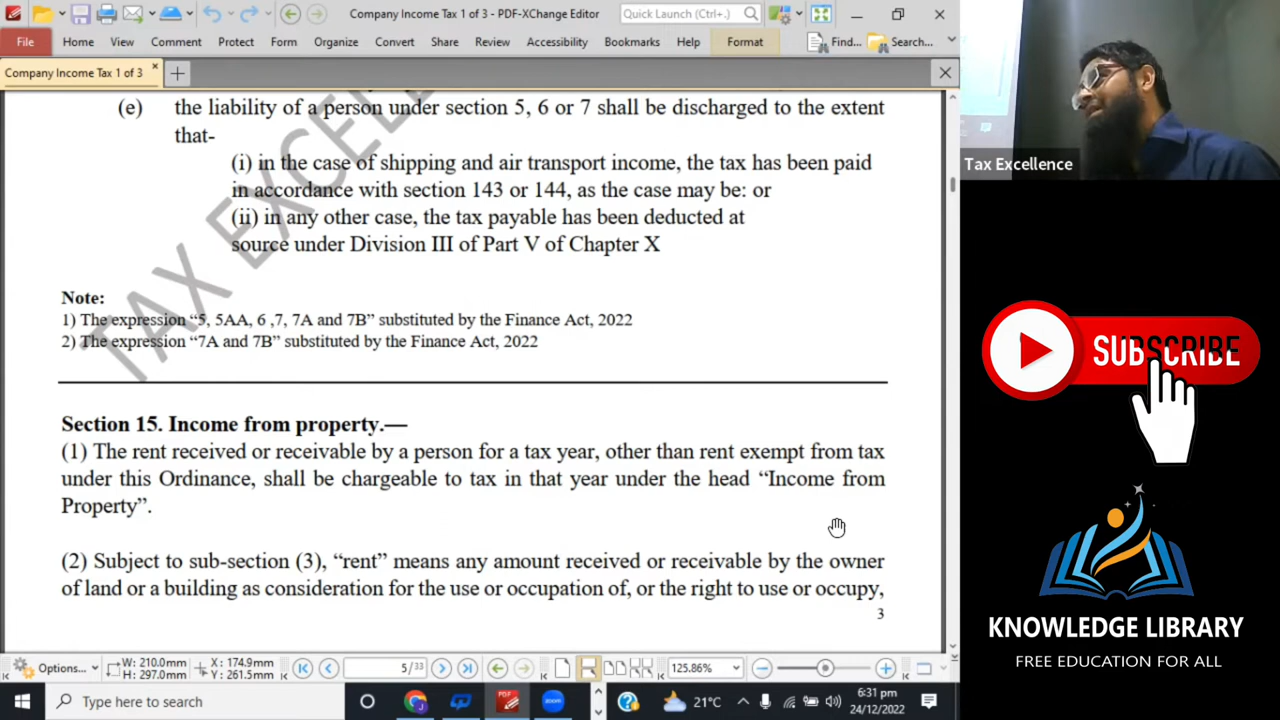 Company Income Tax 1 of 3 - PDF-XChange Editor
Quick Launch (Ctrl+.)
File Home View Comment Protect Form Organize Convert Share Review Accessibility Bookmarks Help Format Find... Search...
Company Income Tax 1 of 3
(e) the liability of a person under section 5, 6 or 7 shall be discharged to the extent
that-
(i) in the case of shipping and air transport income, the tax has been paid
in accordance with section 143 or 144, as the case may be: or
(ii) in any other case, the tax payable has been deducted at
source under Division III of Part V of Chapter X
TAX EXCEL
Note:
1) The expression “5, 5AA, 6 ,7, 7A and 7B” substituted by the Finance Act, 2022
2) The expression “7A and 7B” substituted by the Finance Act, 2022
Section 15. Income from property.—
(1) The rent received or receivable by a person for a tax year, other than rent exempt from tax
under this Ordinance, shall be chargeable to tax in that year under the head “Income from
Property”.
(2) Subject to sub-section (3), “rent” means any amount received or receivable by the owner
of land or a building as consideration for the use or occupation of, or the right to use or occupy,
3
Options...
W: 210.0mm
H: 297.0mm
X: 174.9mm
Y: 261.5mm
5/33
125.86%
Type here to search
21°C
6:31 pm
24/12/2022
Tax Excellence
SUBSCRIBE
KNOWLEDGE LIBRARY
FREE EDUCATION FOR ALL